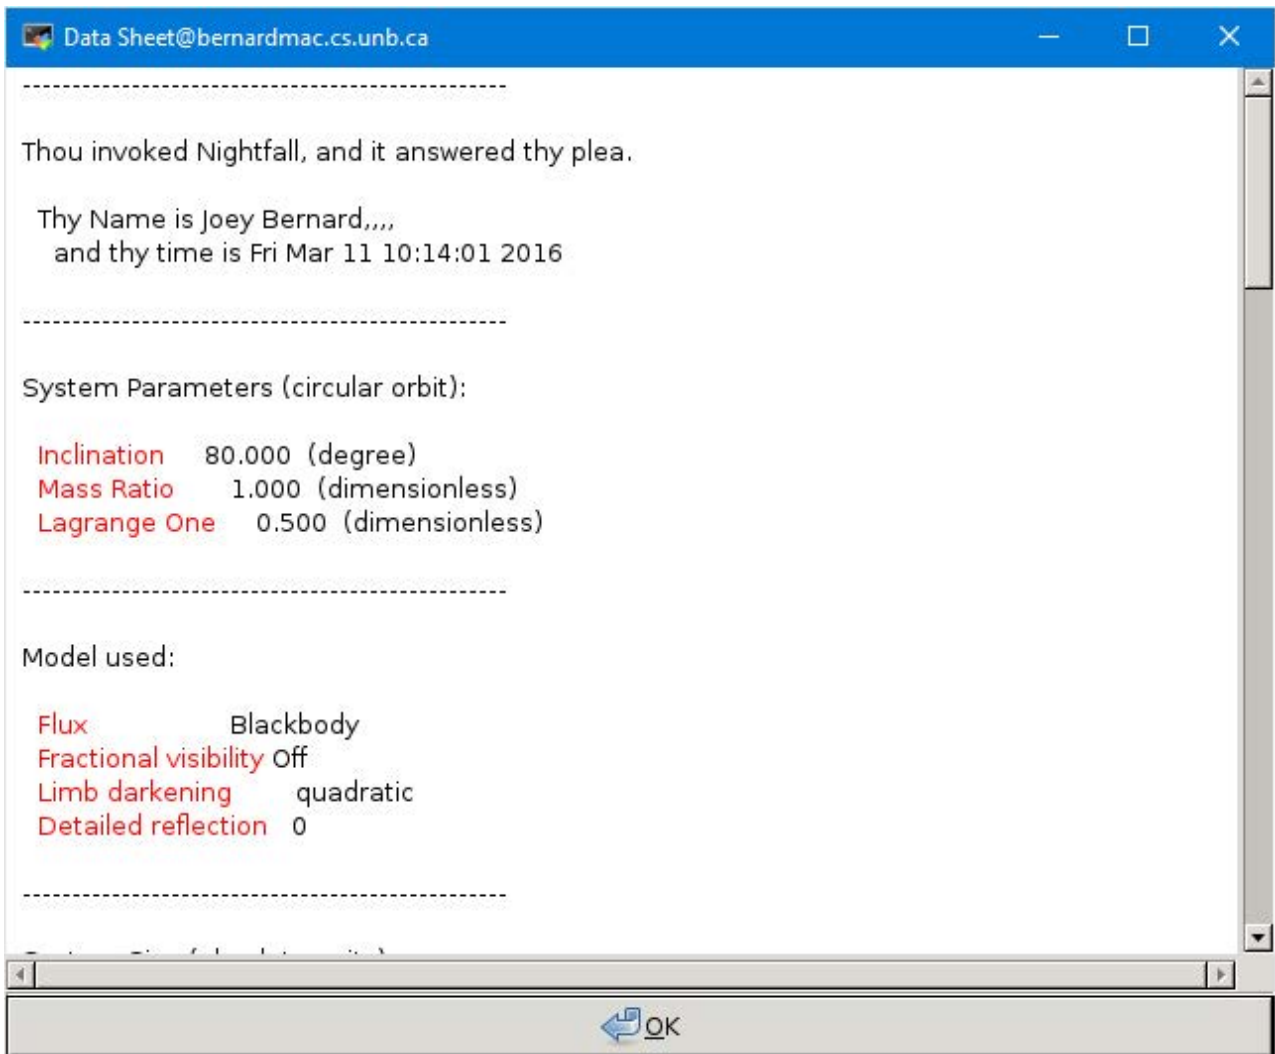 Data Sheet@bernardmac.cs.unb.ca
------------------------------------------------
Thou invoked Nightfall, and it answered thy plea.
Thy Name is Joey Bernard,,,,
and thy time is Fri Mar 11 10:14:01 2016
------------------------------------------------
System Parameters (circular orbit):
Inclination 80.000 (degree)
Mass Ratio 1.000 (dimensionless)
Lagrange One 0.500 (dimensionless)
------------------------------------------------
Model used:
Flux Blackbody
Fractional visibility Off
Limb darkening quadratic
Detailed reflection 0
------------------------------------------------
OK